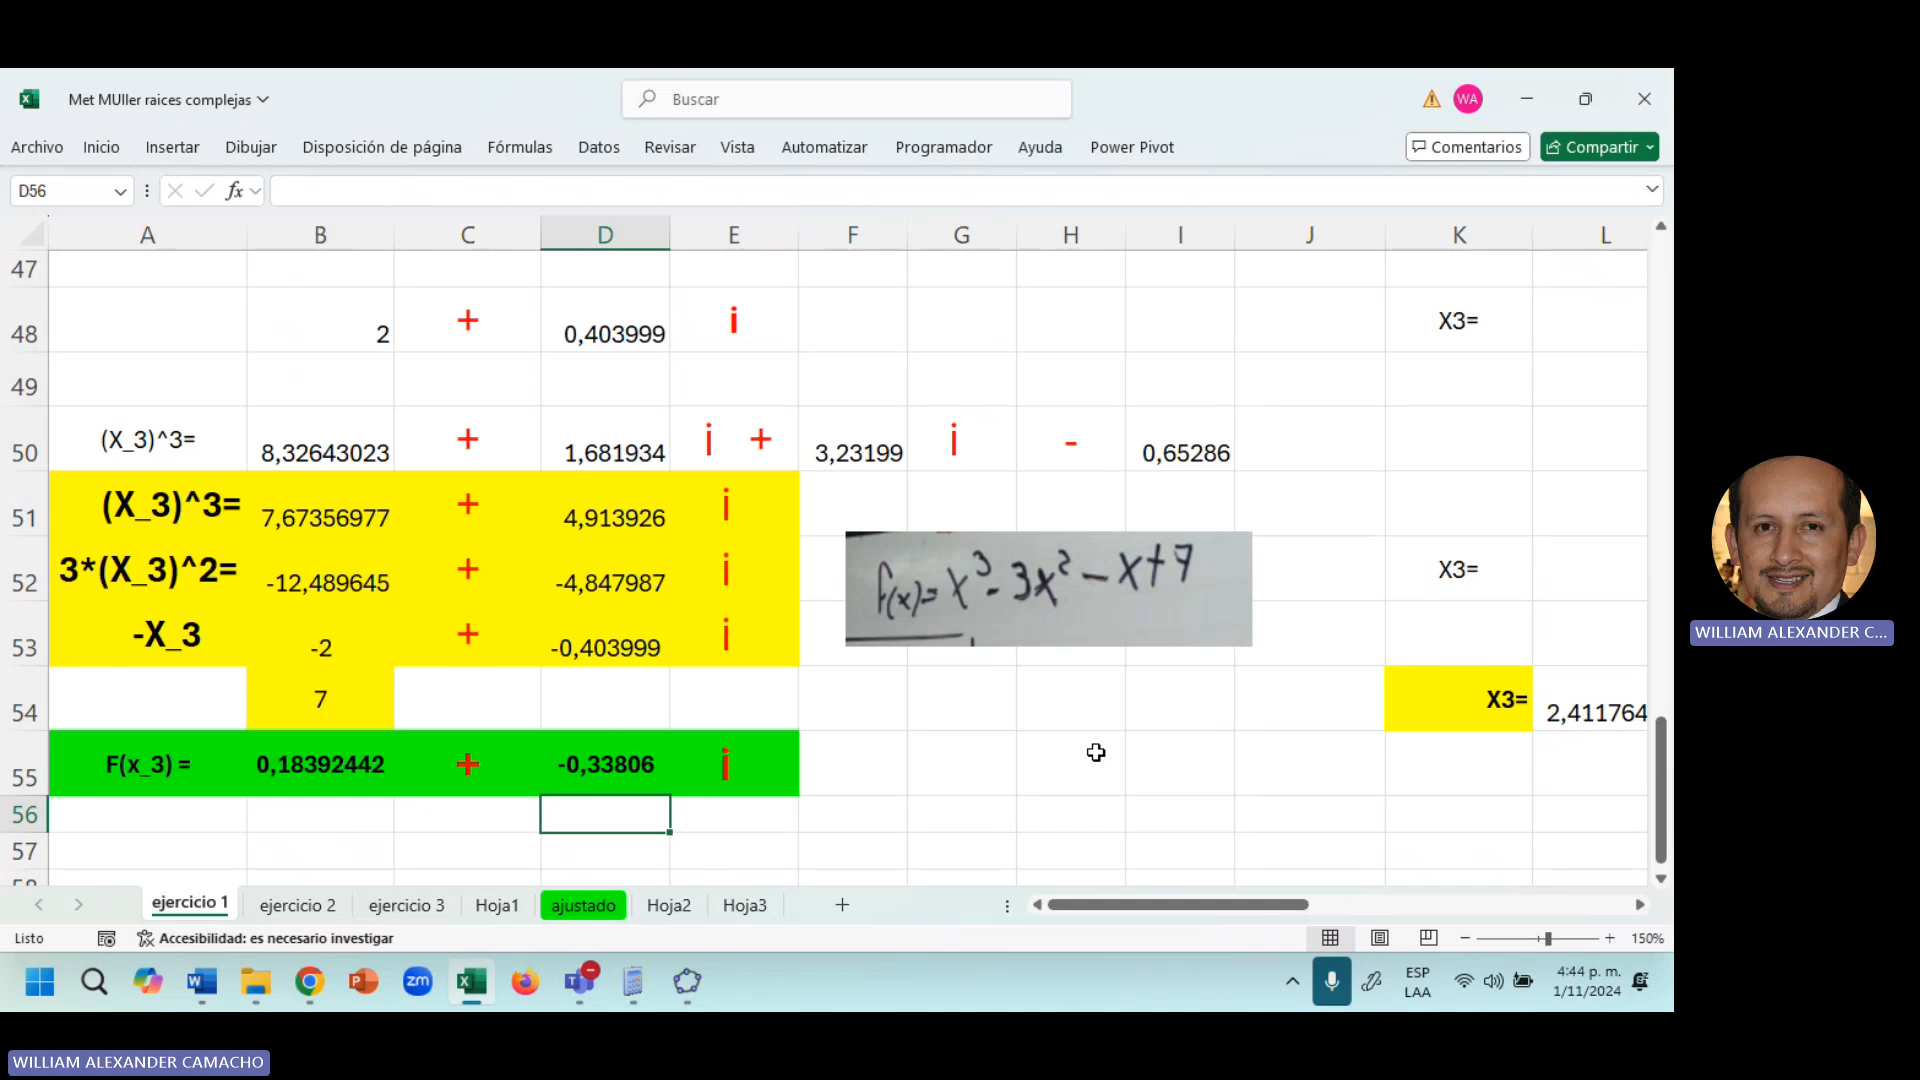 Met MUller raices complejas
Buscar
WA
Archivo Inicio Insertar Dibujar Disposición de página Fórmulas Datos Revisar Vista Automatizar Programador Ayuda Power Pivot Comentarios Compartir
D56 fx
A B C D E F G H I J K L
47
48 2 + 0,403999 i X3=
49
50 (X_3)^3= 8,32643023 + 1,681934 i + 3,23199 i - 0,65286
51 (X_3)^3= 7,67356977 + 4,913926 i
52 3*(X_3)^2= -12,489645 + -4,847987 i X3=
f(x)= x³ - 3x² - x + 7
53 -X_3 -2 + -0,403999 i
54 7 X3= 2,411764
55 F(x_3) = 0,18392442 + -0,33806 i
56
57
58
ejercicio 1 ejercicio 2 ejercicio 3 Hoja1 ajustado Hoja2 Hoja3 +
Listo Accesibilidad: es necesario investigar 150%
zm ESP LAA 4:44 p. m. 1/11/2024
WILLIAM ALEXANDER C...
WILLIAM ALEXANDER CAMACHO